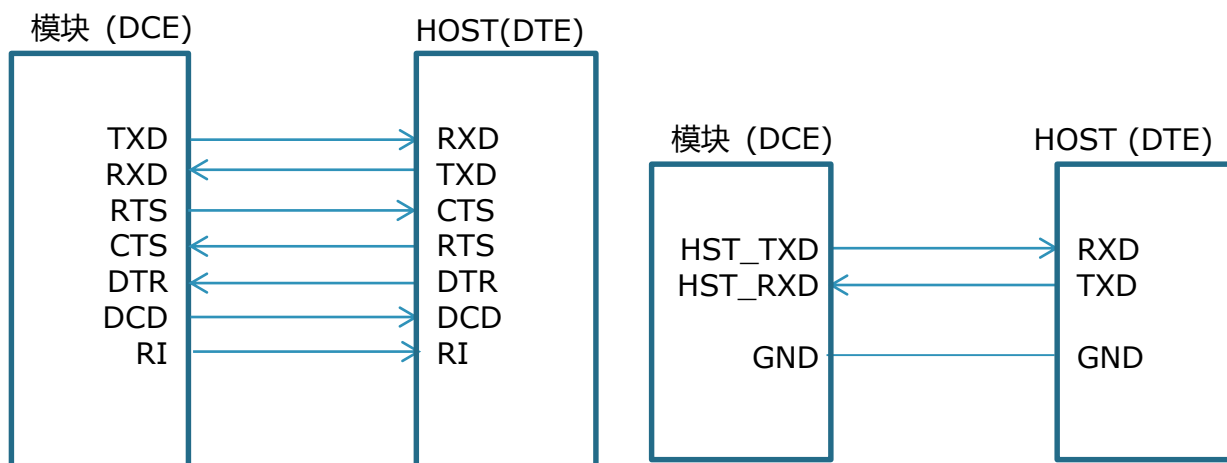 模块 (DCE)
HOST(DTE)
TXD RXD
RXD TXD
RTS CTS
CTS RTS
DTR DTR
DCD DCD
RI RI
模块 (DCE)
HOST (DTE)
HST_TXD RXD
HST_RXD TXD
GND GND